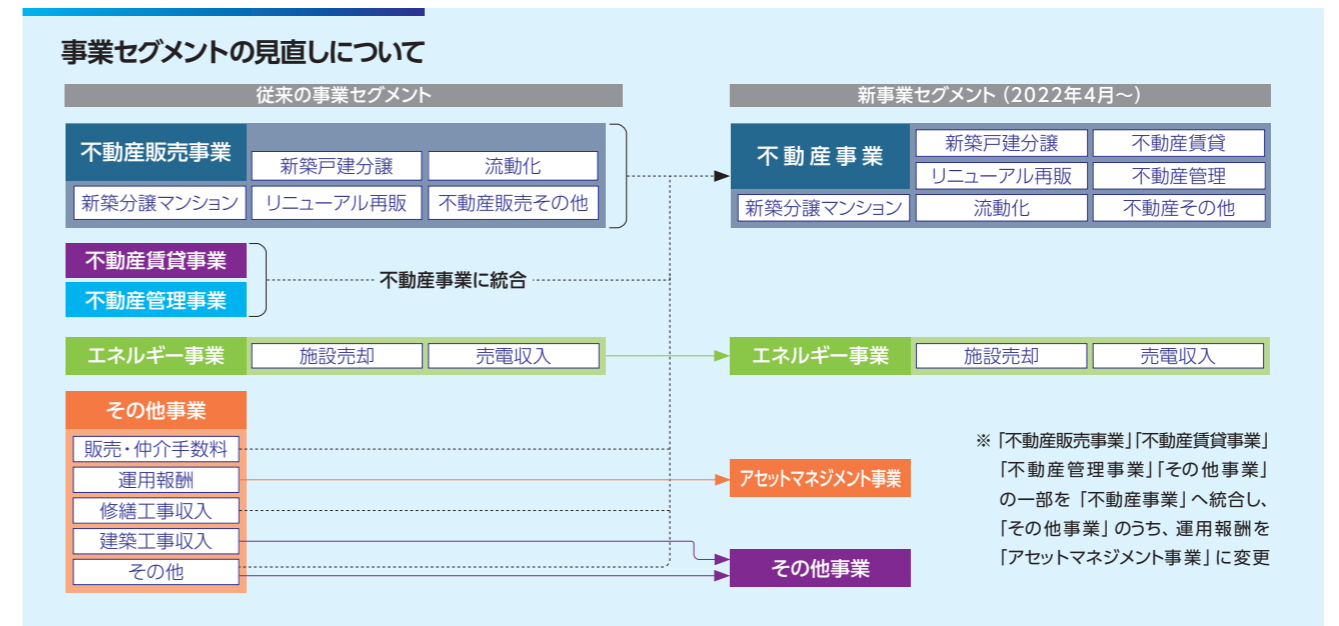 事業セグメントの見直しについて
従来の事業セグメント
新事業セグメント（2022年4月～）
不動産販売事業
新築戸建分譲
流動化
新築分譲マンション
リニューアル再販
不動産販売その他
不動産賃貸事業
不動産管理事業
不動産事業に統合
エネルギー事業
施設売却
売電収入
その他事業
販売・仲介手数料
運用報酬
修繕工事収入
建築工事収入
その他
不動産事業
新築戸建分譲
不動産賃貸
リニューアル再販
不動産管理
新築分譲マンション
流動化
不動産その他
エネルギー事業
施設売却
売電収入
アセットマネジメント事業
その他事業
※「不動産販売事業」「不動産賃貸事業」
「不動産管理事業」「その他事業」
の一部を「不動産事業」へ統合し、
「その他事業」のうち、運用報酬を
「アセットマネジメント事業」に変更